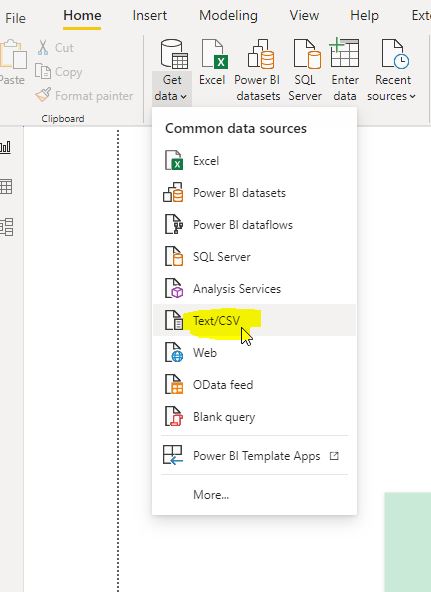 File Home Insert Modeling View Help Exte
Paste
Cut
Copy
Format painter
Clipboard
Get data
Excel
Power BI datasets
SQL Server
Enter data
Recent sources
Common data sources
Excel
Power BI datasets
Power BI dataflows
SQL Server
Analysis Services
Text/CSV
Web
OData feed
Blank query
Power BI Template Apps
More...